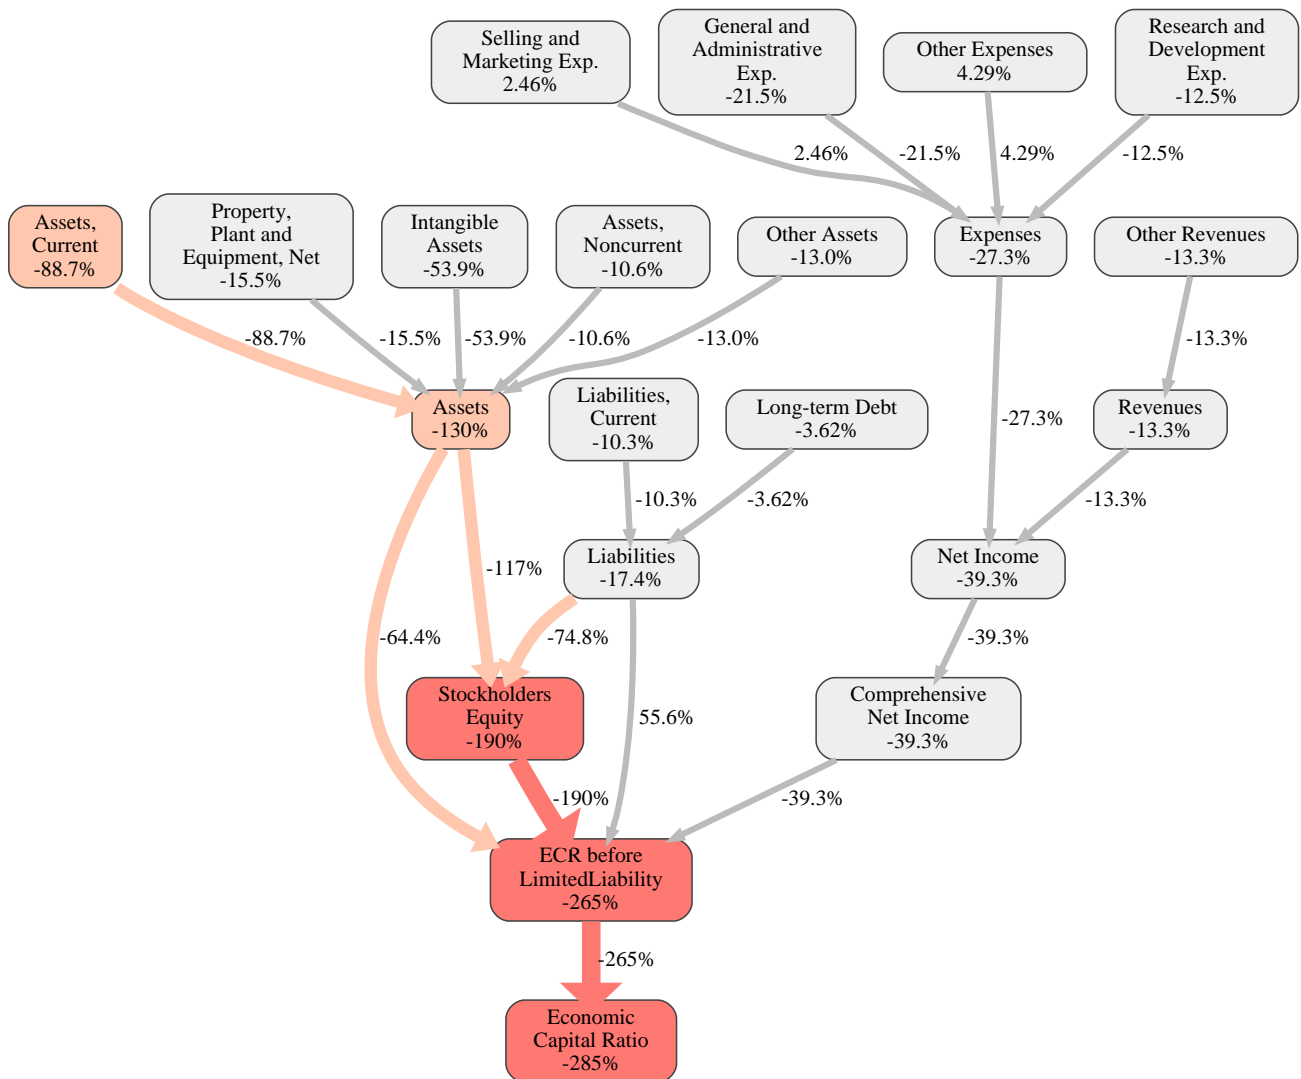 Selling and
Marketing Exp.
2.46%
General and
Administrative
Exp.
-21.5%
Other Expenses
4.29%
Research and
Development
Exp.
-12.5%
2.46%
-21.5%
4.29%
-12.5%
Assets,
Current
-88.7%
Property,
Plant and
Equipment, Net
-15.5%
Intangible
Assets
-53.9%
Assets,
Noncurrent
-10.6%
Other Assets
-13.0%
Expenses
-27.3%
Other Revenues
-13.3%
-88.7%
-15.5%
-53.9%
-10.6%
-13.0%
-13.3%
Assets
-130%
Liabilities,
Current
-10.3%
Long-term Debt
-3.62%
-27.3%
Revenues
-13.3%
-10.3%
-3.62%
-13.3%
-117%
Liabilities
-17.4%
Net Income
-39.3%
-64.4%
-74.8%
-39.3%
Stockholders
Equity
-190%
55.6%
Comprehensive
Net Income
-39.3%
-190%
-39.3%
ECR before
LimitedLiability
-265%
-265%
Economic
Capital Ratio
-285%